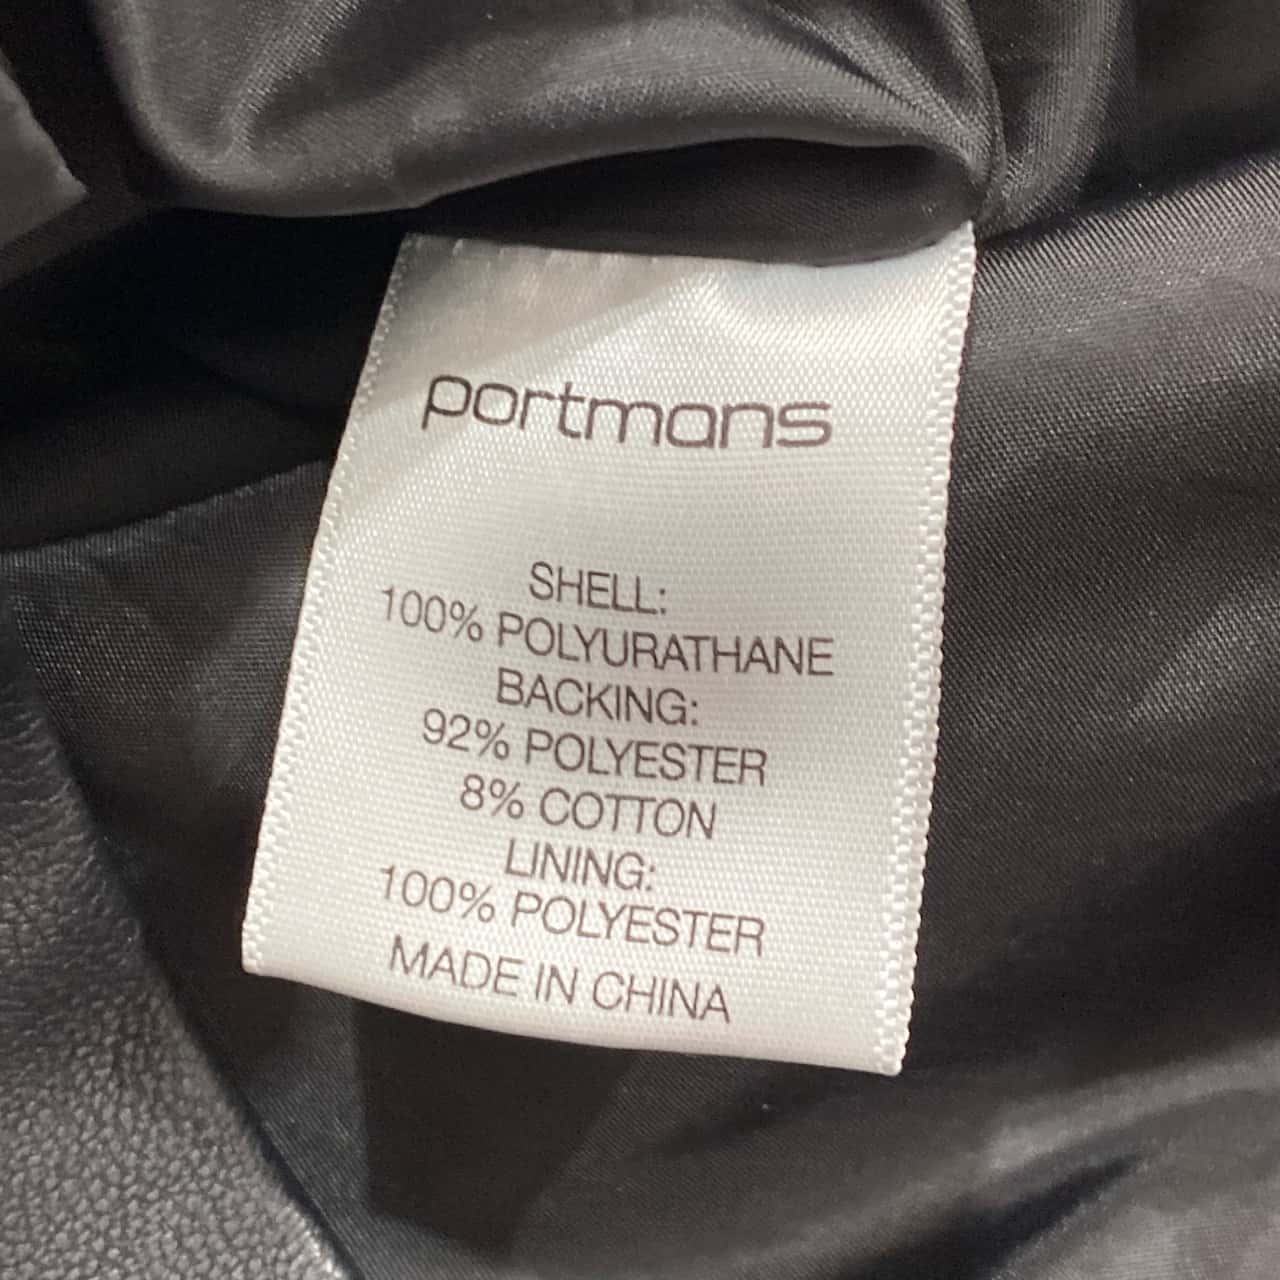 portmans
SHELL:
100% POLYURATHANE
BACKING:
92% POLYESTER
8% COTTON
LINING:
100% POLYESTER
MADE IN CHINA